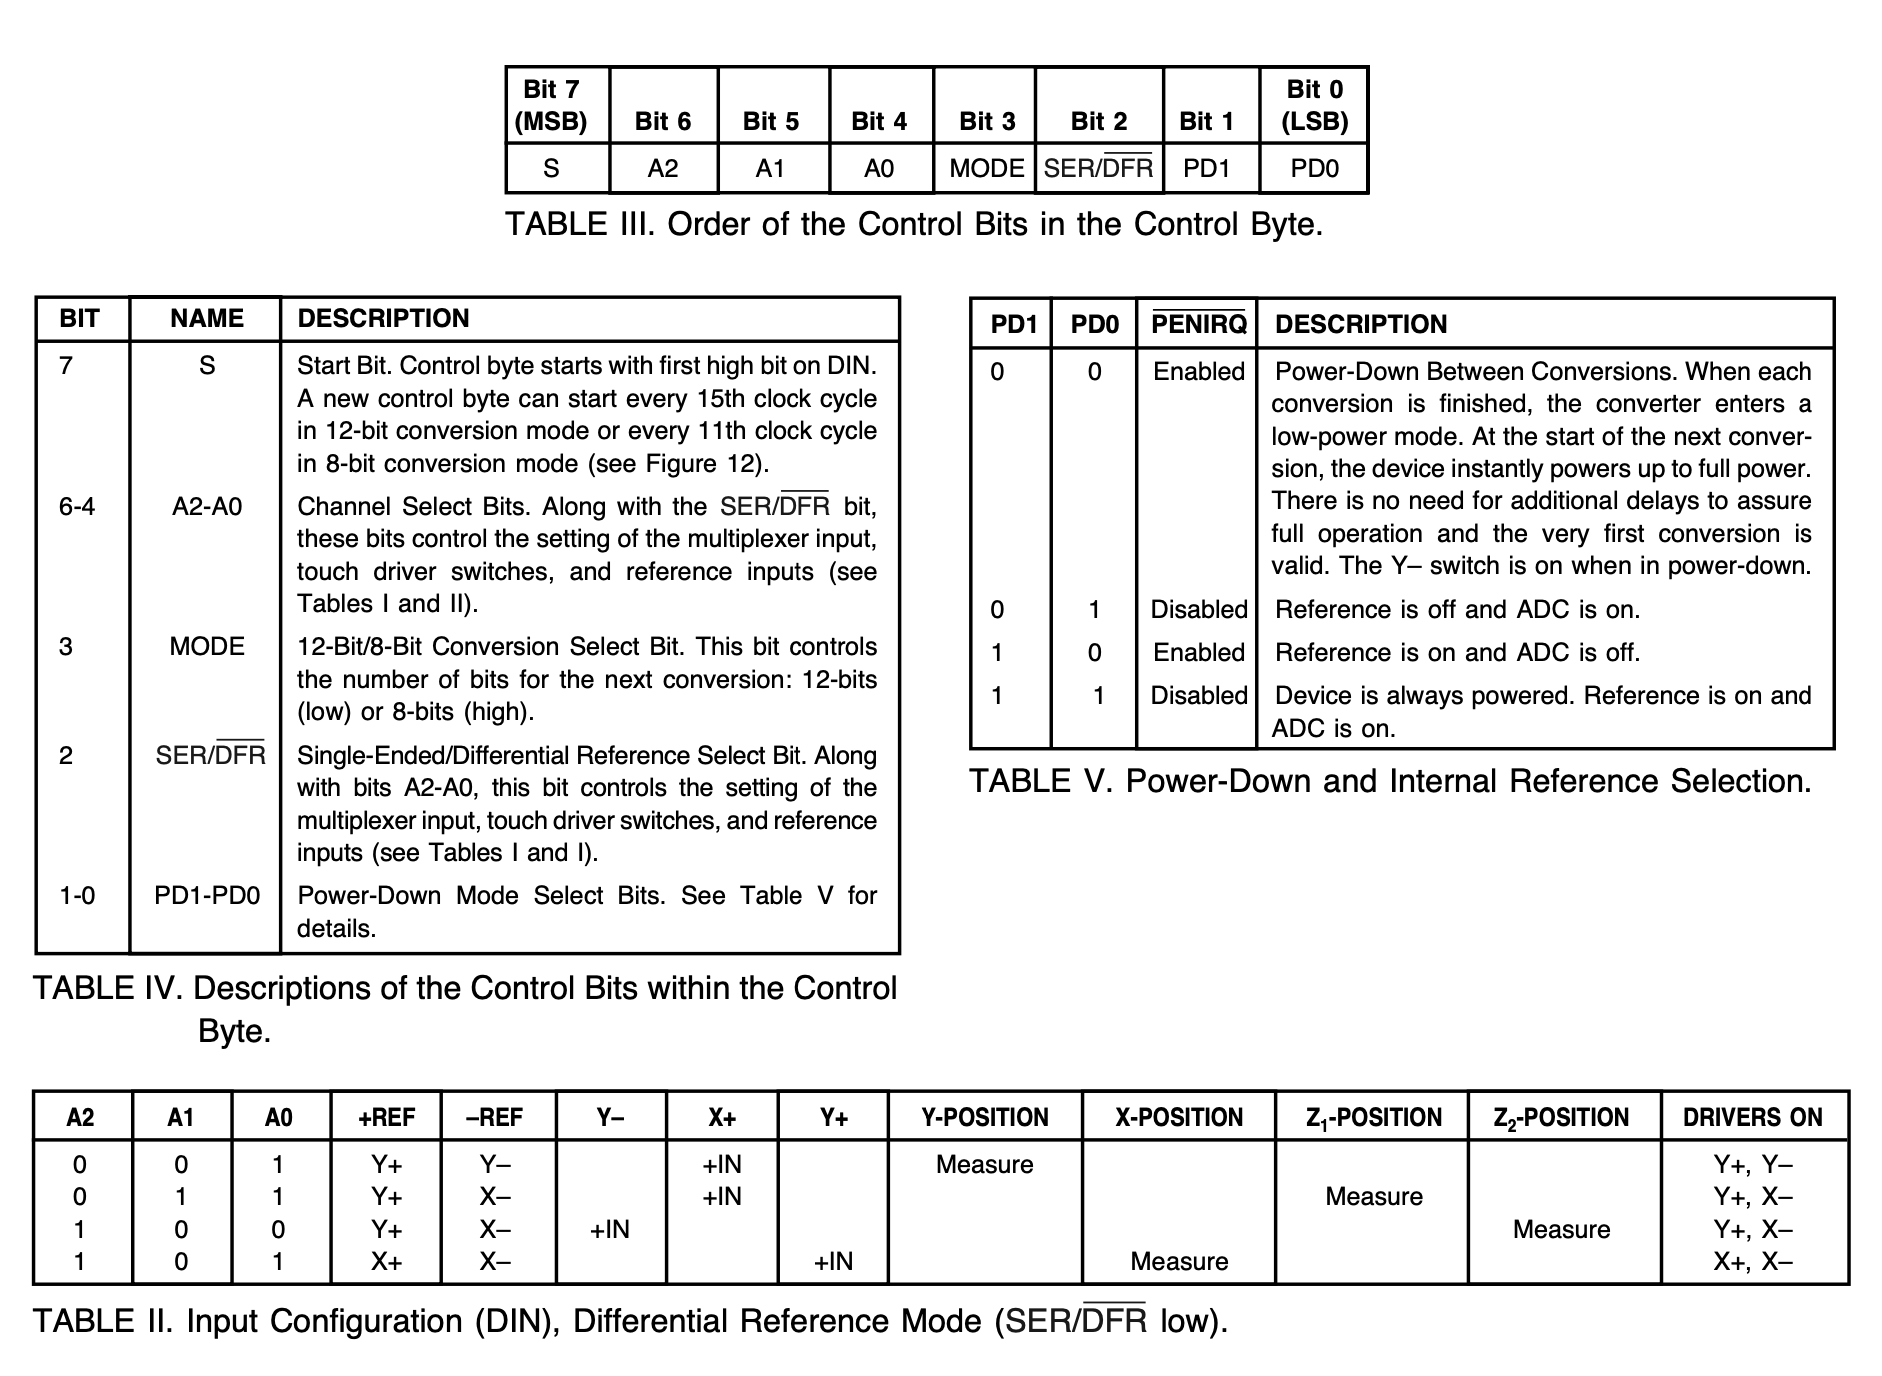 Bit 7 (MSB) Bit 6 Bit 5 Bit 4 Bit 3 Bit 2 Bit 1 Bit 0 (LSB)
S A2 A1 A0 MODE SER/D̅F̅R̅ PD1 PD0
TABLE III. Order of the Control Bits in the Control Byte.
BIT NAME DESCRIPTION
7 S Start Bit. Control byte starts with first high bit on DIN.
A new control byte can start every 15th clock cycle
in 12-bit conversion mode or every 11th clock cycle
in 8-bit conversion mode (see Figure 12).
6-4 A2-A0 Channel Select Bits. Along with the SER/D̅F̅R̅ bit,
these bits control the setting of the multiplexer input,
touch driver switches, and reference inputs (see
Tables I and II).
3 MODE 12-Bit/8-Bit Conversion Select Bit. This bit controls
the number of bits for the next conversion: 12-bits
(low) or 8-bits (high).
2 SER/D̅F̅R̅ Single-Ended/Differential Reference Select Bit. Along
with bits A2-A0, this bit controls the setting of the
multiplexer input, touch driver switches, and reference
inputs (see Tables I and I).
1-0 PD1-PD0 Power-Down Mode Select Bits. See Table V for
details.
TABLE IV. Descriptions of the Control Bits within the Control
Byte.
PD1 PD0 P̅E̅N̅I̅R̅Q̅ DESCRIPTION
0 0 Enabled Power-Down Between Conversions. When each
conversion is finished, the converter enters a
low-power mode. At the start of the next conver-
sion, the device instantly powers up to full power.
There is no need for additional delays to assure
full operation and the very first conversion is
valid. The Y– switch is on when in power-down.
0 1 Disabled Reference is off and ADC is on.
1 0 Enabled Reference is on and ADC is off.
1 1 Disabled Device is always powered. Reference is on and
ADC is on.
TABLE V. Power-Down and Internal Reference Selection.
A2 A1 A0 +REF –REF Y– X+ Y+ Y-POSITION X-POSITION Z₁-POSITION Z₂-POSITION DRIVERS ON
0 0 1 Y+ Y– +IN Measure Y+, Y–
0 1 1 Y+ X– +IN Measure Y+, X–
1 0 0 Y+ X– +IN Measure Y+, X–
1 0 1 X+ X– +IN Measure X+, X–
TABLE II. Input Configuration (DIN), Differential Reference Mode (SER/D̅F̅R̅ low).